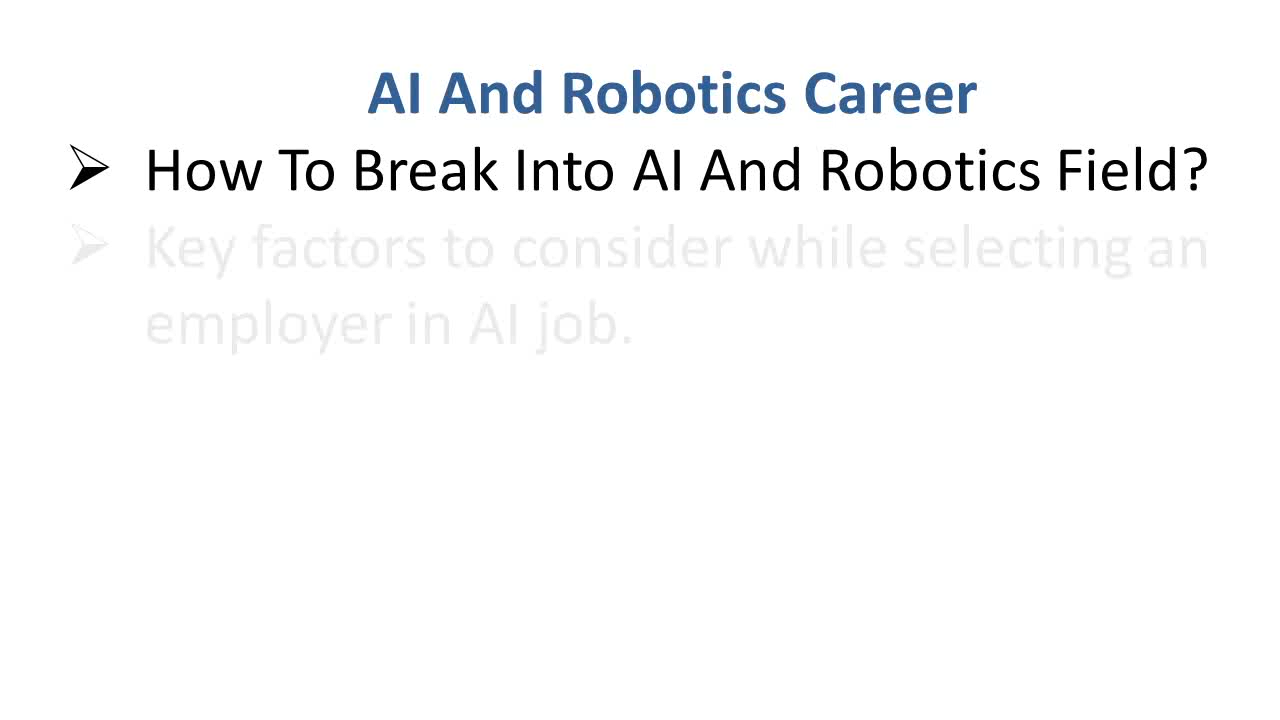 AI And Robotics Career
➢ How To Break Into AI And Robotics Field?
➢ Key factors to consider while selecting an
employer in AI job.